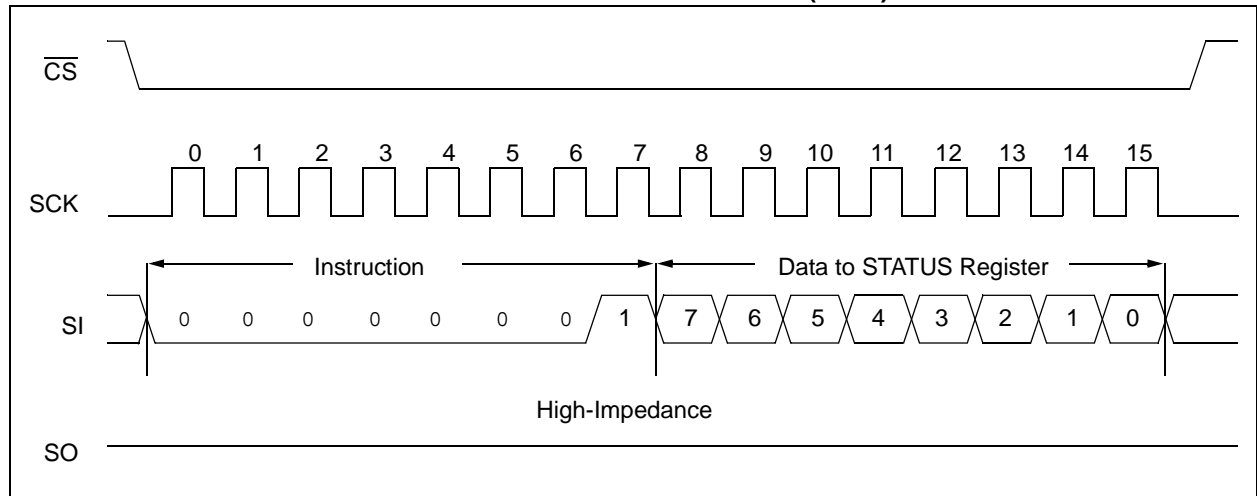 CS
0 1 2 3 4 5 6 7 8 9 10 11 12 13 14 15
SCK
Instruction Data to STATUS Register
SI 0 0 0 0 0 0 0 1 7 6 5 4 3 2 1 0
High-Impedance
SO